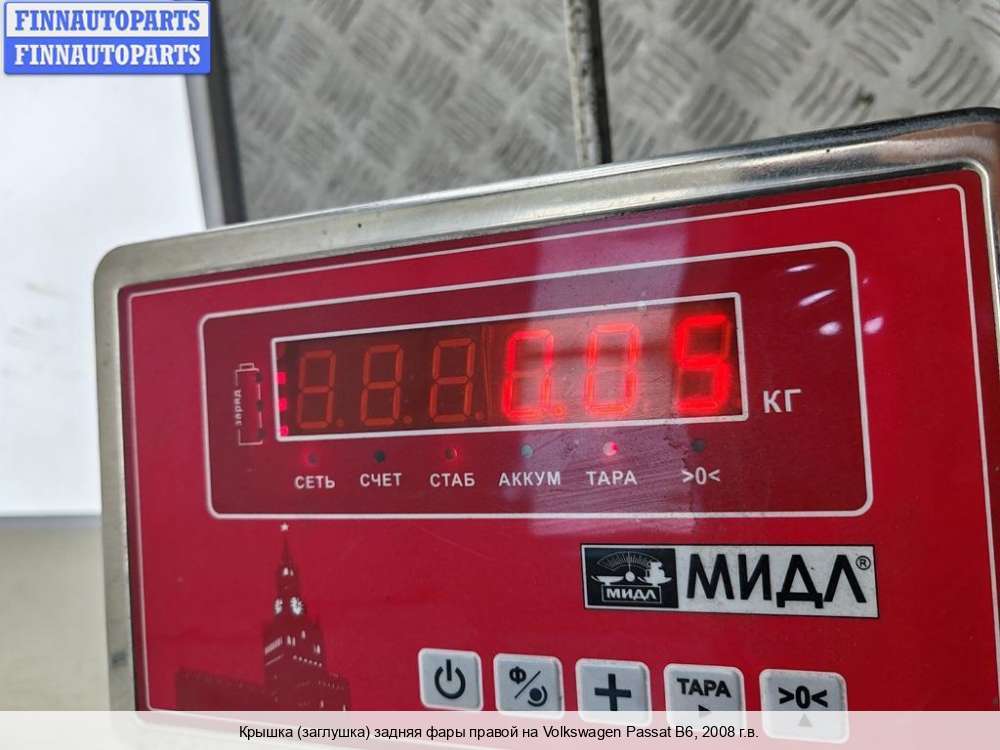 FINNAUTOPARTS
FINNAUTOPARTS
ЗАРЯД
0.05 КГ
СЕТЬ СЧЕТ СТАБ АККУМ ТАРА >0<
МИДЛ МИДЛ®
Ф/ + ТАРА >0<
Крышка (заглушка) задняя фары правой на Volkswagen Passat B6, 2008 г.в.